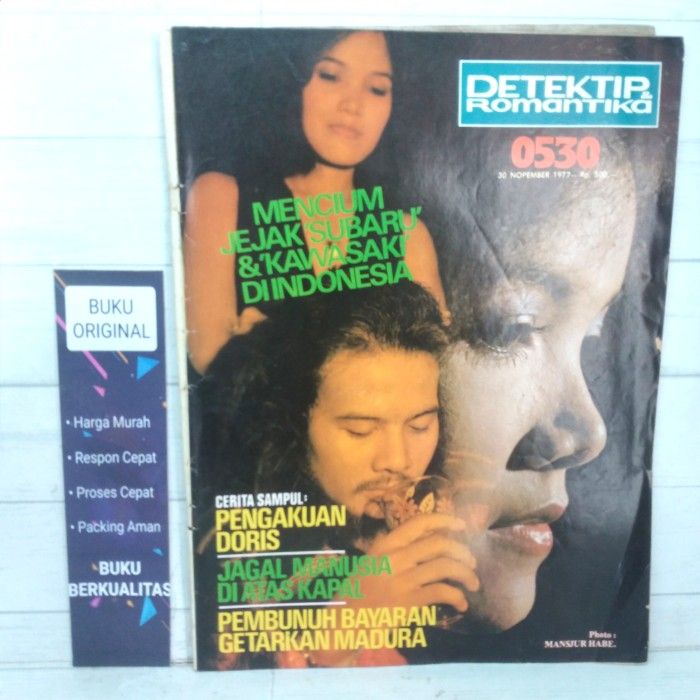 DETEKTIP &
ROMANTIKA
0530
30 NOPEMBER 1977 - Rp. 500,-
MENCIUM
JEJAK 'SUBARU'
& 'KAWASAKI'
DI INDONESIA
CERITA SAMPUL:
PENGAKUAN
DORIS
JAGAL MANUSIA
DI ATAS KAPAL
PEMBUNUH BAYARAN
GETARKAN MADURA
Photo :
MANSJUR HABE.
BUKU
ORIGINAL
• Harga Murah
• Respon Cepat
• Proses Cepat
• Packing Aman
BUKU
BERKUALITAS